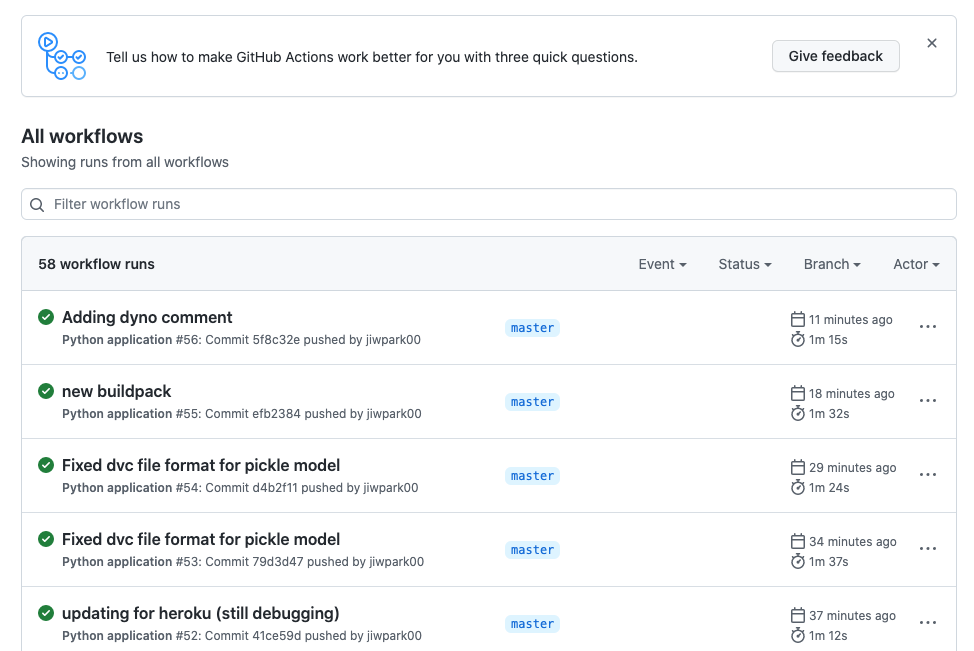 Tell us how to make GitHub Actions work better for you with three quick questions.
Give feedback
All workflows
Showing runs from all workflows
Filter workflow runs
58 workflow runs
Event
Status
Branch
Actor
Adding dyno comment
Python application #56: Commit 5f8c32e pushed by jiwpark00
master
11 minutes ago
1m 15s
new buildpack
Python application #55: Commit efb2384 pushed by jiwpark00
master
18 minutes ago
1m 32s
Fixed dvc file format for pickle model
Python application #54: Commit d4b2f11 pushed by jiwpark00
master
29 minutes ago
1m 24s
Fixed dvc file format for pickle model
Python application #53: Commit 79d3d47 pushed by jiwpark00
master
34 minutes ago
1m 37s
updating for heroku (still debugging)
Python application #52: Commit 41ce59d pushed by jiwpark00
master
37 minutes ago
1m 12s